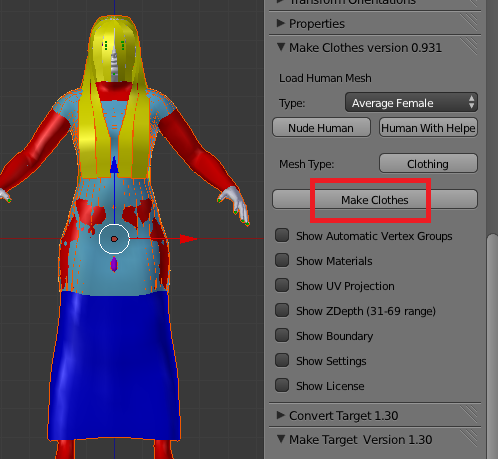 Transform Orientations
Properties
Make Clothes version 0.931
Load Human Mesh
Type: Average Female
Nude Human Human With Helpe
Mesh Type: Clothing
Make Clothes
Show Automatic Vertex Groups
Show Materials
Show UV Projection
Show ZDepth (31-69 range)
Show Boundary
Show Settings
Show License
Convert Target 1.30
Make Target Version 1.30